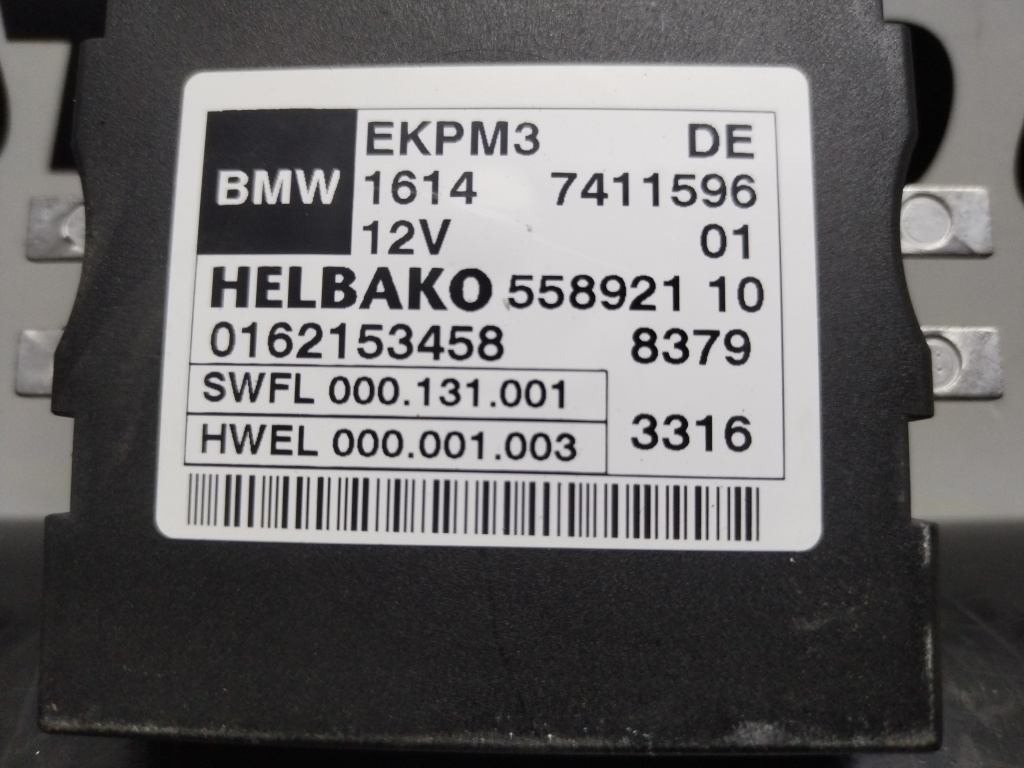 EKPM3 DE
BMW 1614 7411596
12V 01
HELBAKO 558921 10
0162153458 8379
SWFL 000.131.001
HWEL 000.001.003 3316